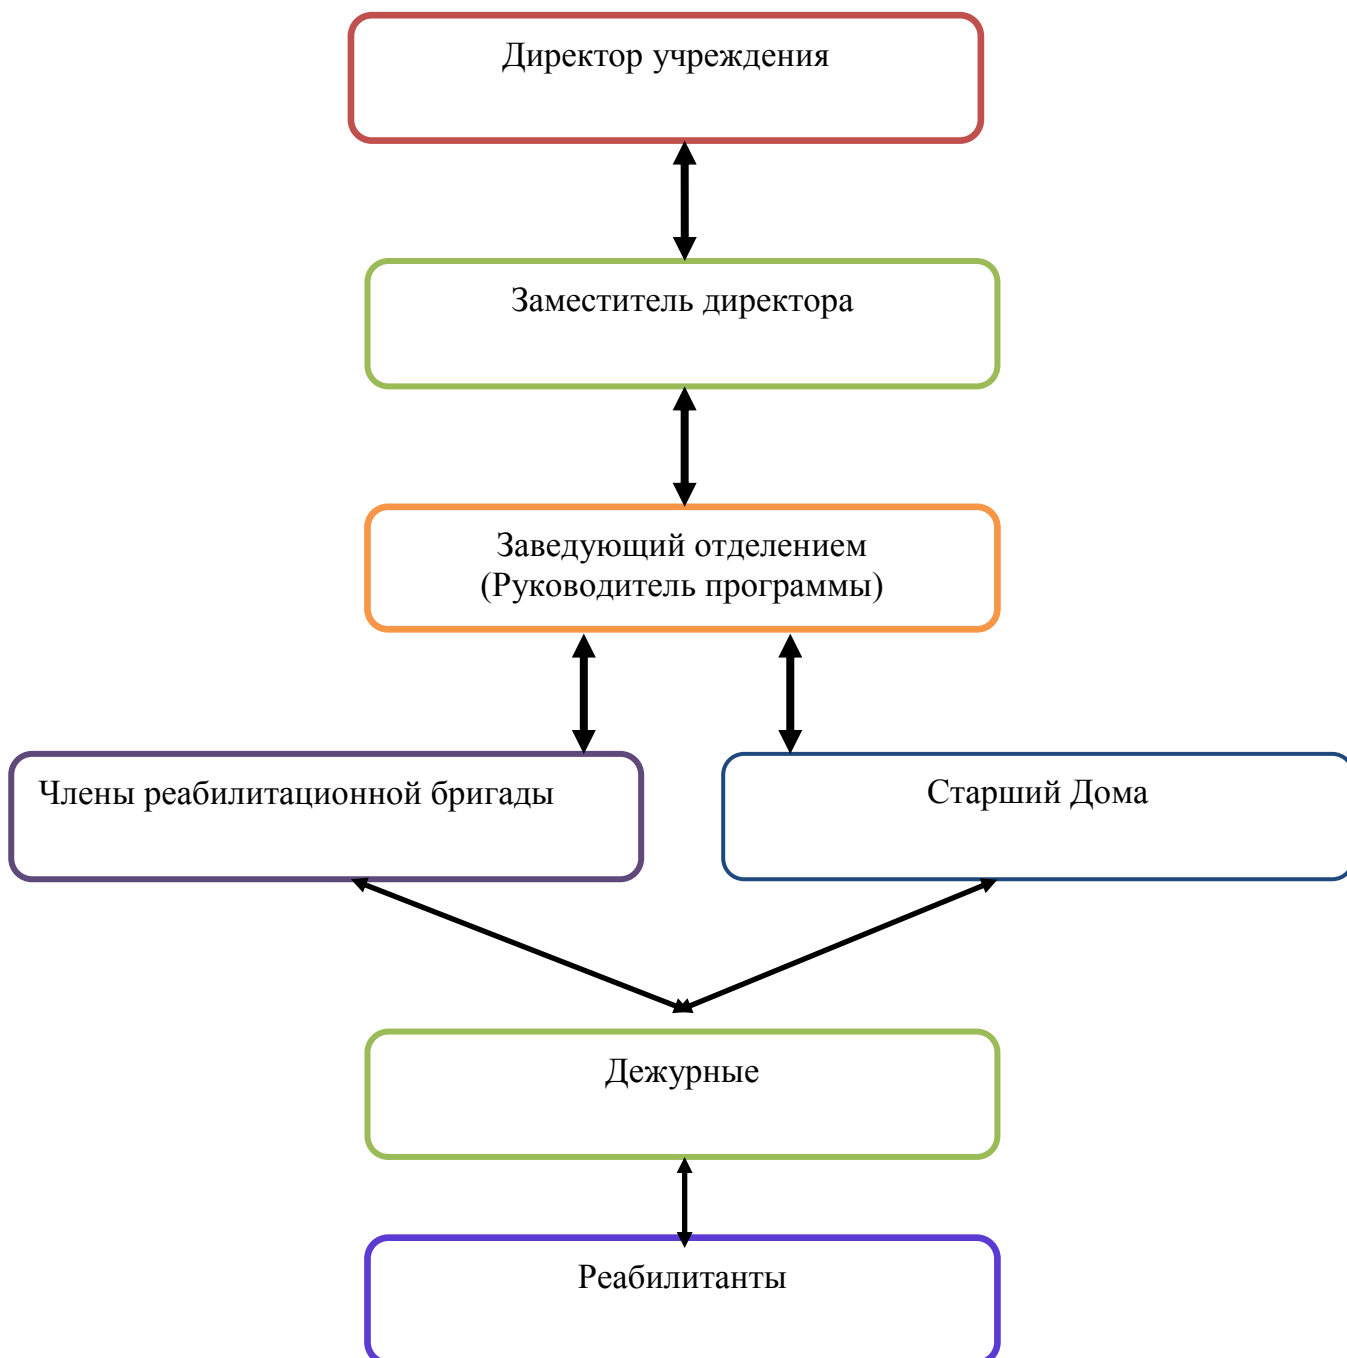 Директор учреждения
Заместитель директора
Заведующий отделением
(Руководитель программы)
Члены реабилитационной бригады
Старший Дома
Дежурные
Реабилитанты